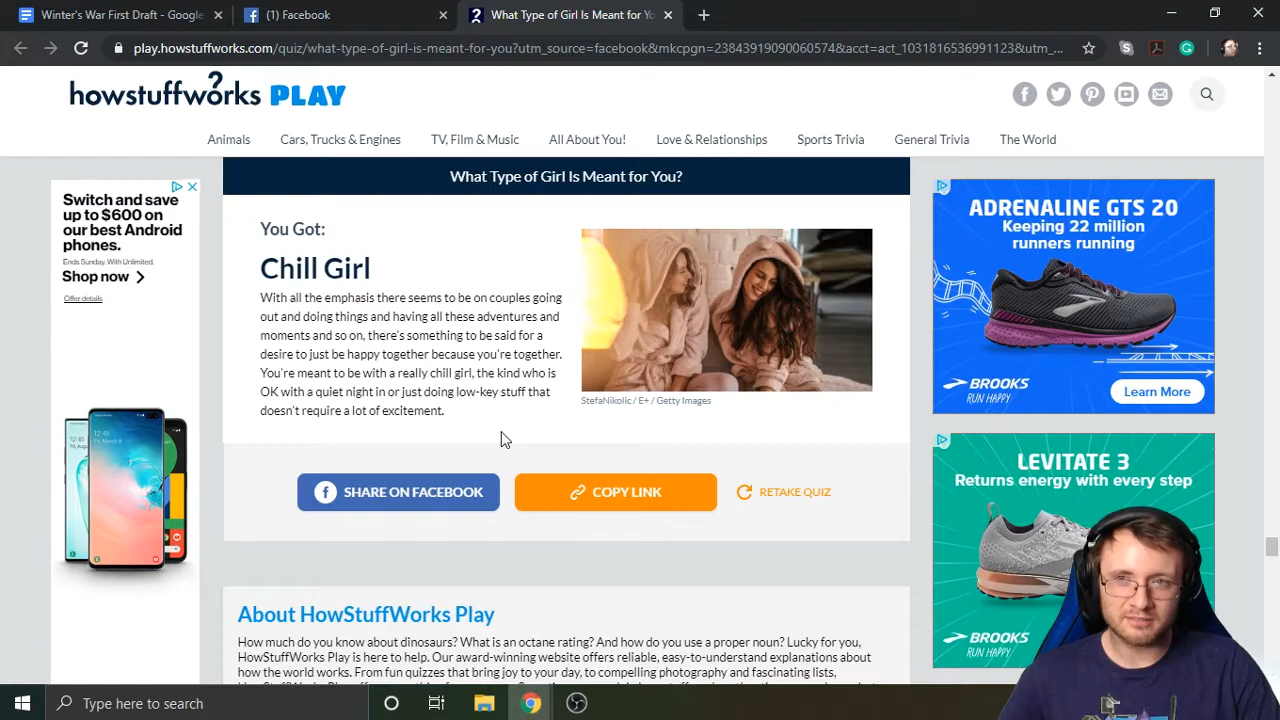 Winter's War First Draft - Google
(1) Facebook
What Type of Girl Is Meant for Yo
play.howstuffworks.com/quiz/what-type-of-girl-is-meant-for-you?utm_source=facebook&mkcpgn=23843919090060574&acct=act_1031816536991123&utm_...
howstuffworks PLAY
Animals
Cars, Trucks & Engines
TV, Film & Music
All About You!
Love & Relationships
Sports Trivia
General Trivia
The World
Switch and save
up to $600 on
our best Android
phones.
Ends Sunday. With Unlimited.
Shop now
Offer details
What Type of Girl Is Meant for You?
You Got:
Chill Girl
With all the emphasis there seems to be on couples going
out and doing things and having all these adventures and
moments and so on, there's something to be said for a
desire to just be happy together because you're together.
You're meant to be with a really chill girl, the kind who is
OK with a quiet night in or just doing low-key stuff that
doesn't require a lot of excitement.
StefaNikolic / E+ / Getty Images
SHARE ON FACEBOOK
COPY LINK
RETAKE QUIZ
ADRENALINE GTS 20
Keeping 22 million
runners running
BROOKS
RUN HAPPY
Learn More
LEVITATE 3
Returns energy with every step
BROOKS
RUN HAPPY
About HowStuffWorks Play
How much do you know about dinosaurs? What is an octane rating? And how do you use a proper noun? Lucky for you,
HowStuffWorks Play is here to help. Our award-winning website offers reliable, easy-to-understand explanations about
how the world works. From fun quizzes that bring joy to your day, to compelling photography and fascinating lists,
Type here to search